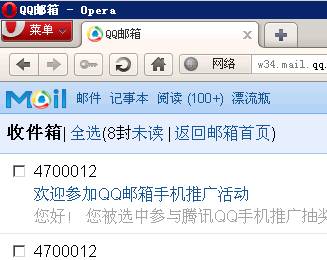 QQ邮箱 - Opera
菜单 QQ邮箱
网络 w34.mail.qq.
Mail 邮件 记事本 阅读 (100+) 漂流瓶
收件箱| 全选(8封未读 | 返回邮箱首页)
4700012
欢迎参加QQ邮箱手机推广活动
您好! 您被选中参与腾讯QQ手机推广抽奖
4700012